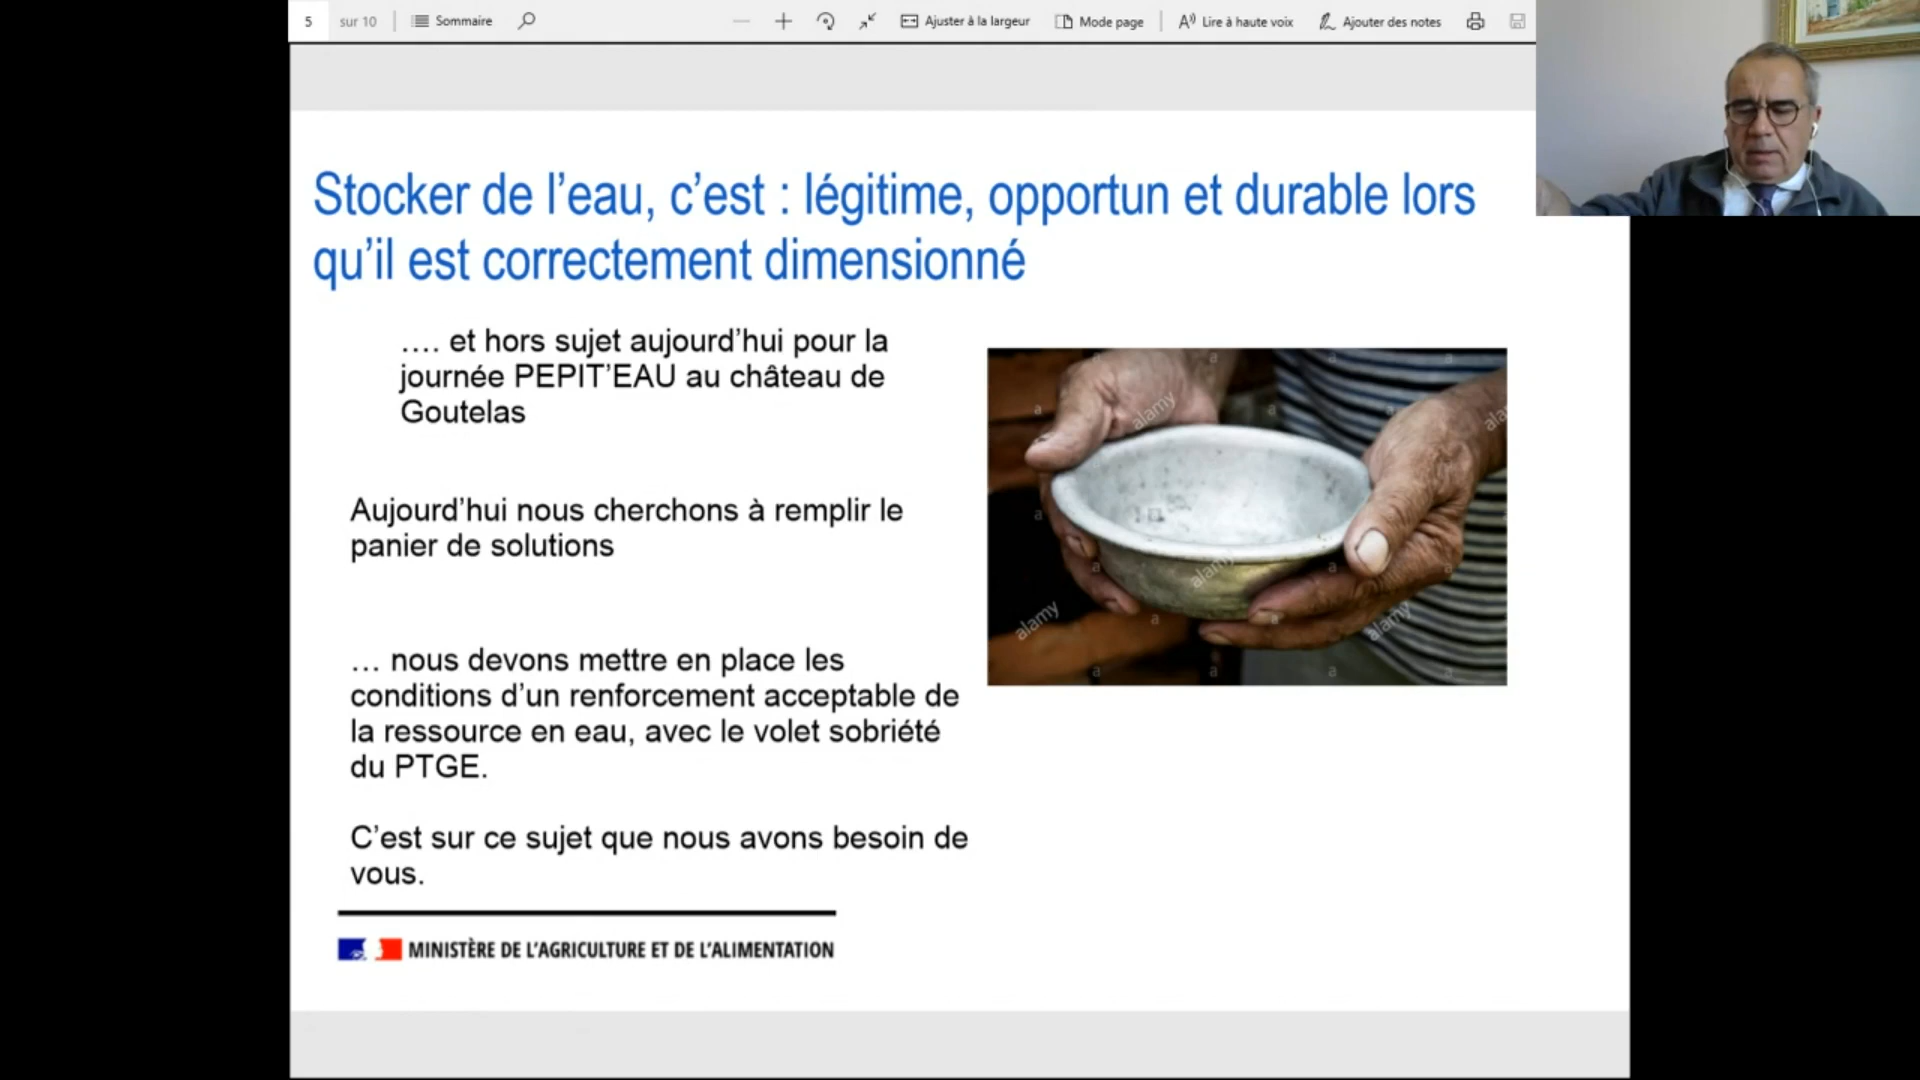 5 sur 10 Sommaire Ajuster à la largeur Mode page Lire à haute voix Ajouter des notes
Stocker de l’eau, c’est : légitime, opportun et durable lors
qu’il est correctement dimensionné
…. et hors sujet aujourd’hui pour la
journée PEPIT’EAU au château de
Goutelas
Aujourd’hui nous cherchons à remplir le
panier de solutions
… nous devons mettre en place les
conditions d’un renforcement acceptable de
la ressource en eau, avec le volet sobriété
du PTGE.
C’est sur ce sujet que nous avons besoin de
vous.
MINISTÈRE DE L’AGRICULTURE ET DE L’ALIMENTATION
alamy
alamy
alamy
alamy